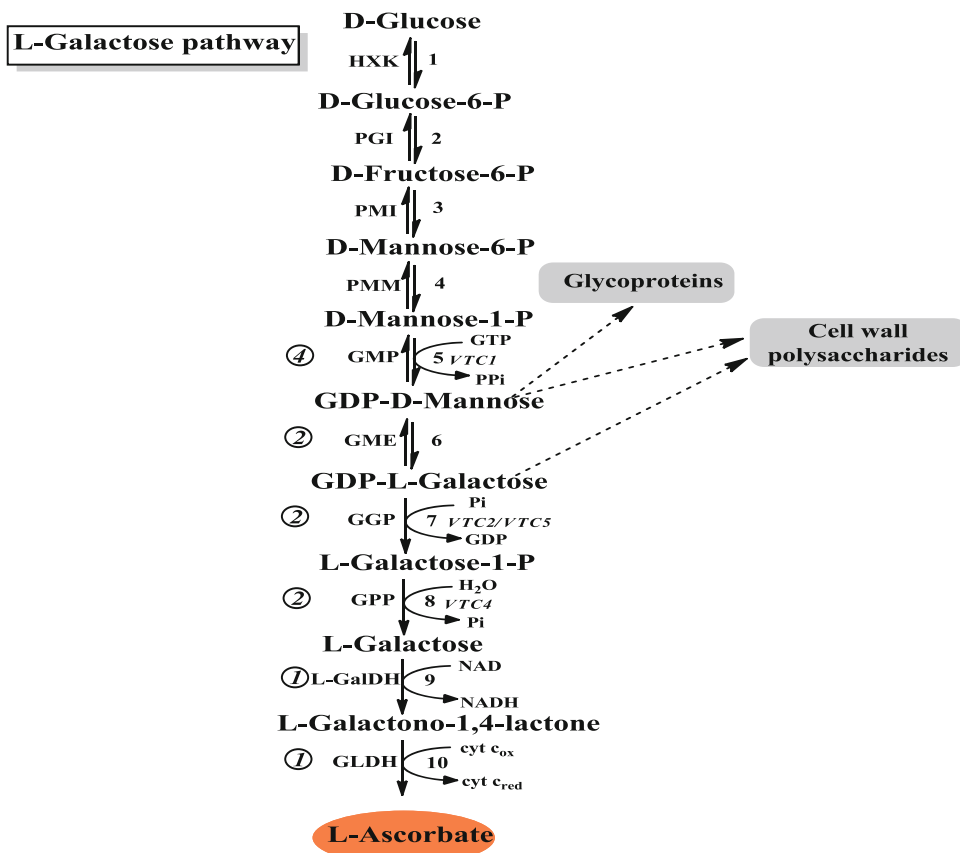 L-Galactose pathway
D-Glucose
HXK 1
D-Glucose-6-P
PGI 2
D-Fructose-6-P
PMI 3
D-Mannose-6-P
PMM 4
Glycoproteins
D-Mannose-1-P
Cell wall
polysaccharides
GTP
4 GMP 5 VTC1
PPi
GDP-D-Mannose
2 GME 6
GDP-L-Galactose
Pi
2 GGP 7 VTC2/VTC5
GDP
L-Galactose-1-P
H₂O
2 GPP 8 VTC4
Pi
L-Galactose
NAD
1 L-GalDH 9
NADH
L-Galactono-1,4-lactone
cyt c_ox
1 GLDH 10
cyt c_red
L-Ascorbate